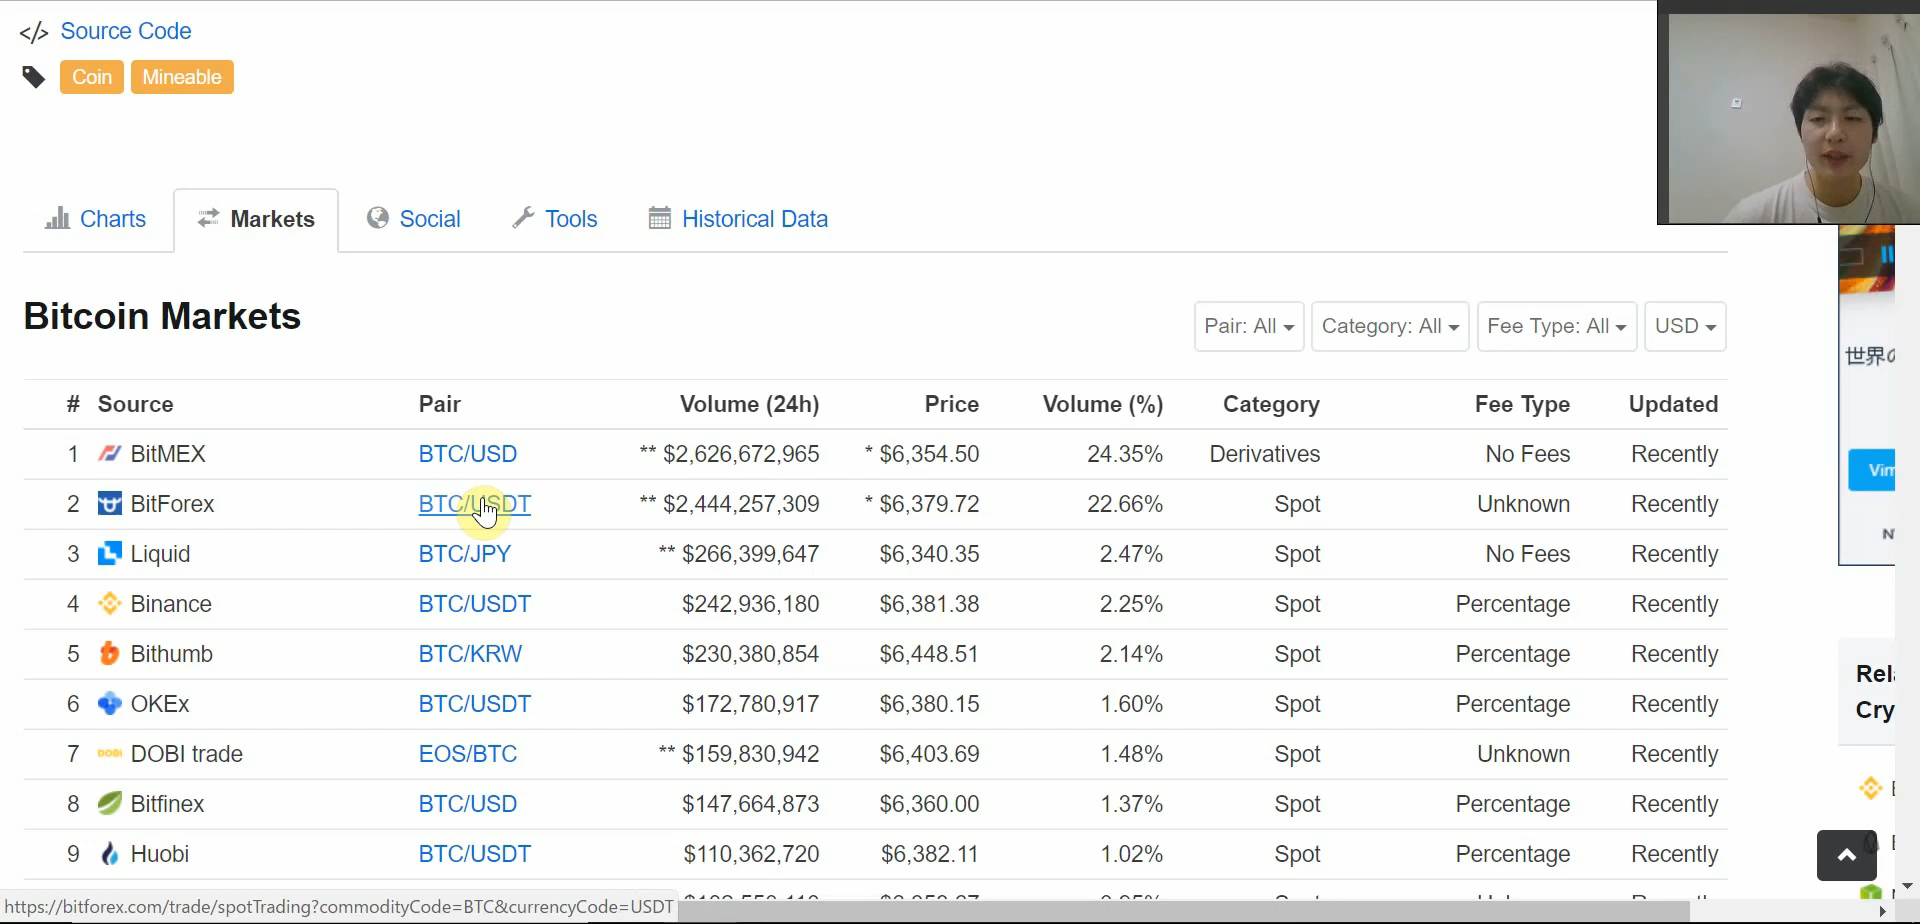 </> Source Code
Coin Mineable
Charts Markets Social Tools Historical Data
Bitcoin Markets
Pair: All Category: All Fee Type: All USD
# Source Pair Volume (24h) Price Volume (%) Category Fee Type Updated
1 BitMEX BTC/USD ** $2,626,672,965 * $6,354.50 24.35% Derivatives No Fees Recently
2 BitForex BTC/USDT ** $2,444,257,309 * $6,379.72 22.66% Spot Unknown Recently
3 Liquid BTC/JPY ** $266,399,647 $6,340.35 2.47% Spot No Fees Recently
4 Binance BTC/USDT $242,936,180 $6,381.38 2.25% Spot Percentage Recently
5 Bithumb BTC/KRW $230,380,854 $6,448.51 2.14% Spot Percentage Recently
6 OKEx BTC/USDT $172,780,917 $6,380.15 1.60% Spot Percentage Recently
7 DOBI trade EOS/BTC ** $159,830,942 $6,403.69 1.48% Spot Unknown Recently
8 Bitfinex BTC/USD $147,664,873 $6,360.00 1.37% Spot Percentage Recently
9 Huobi BTC/USDT $110,362,720 $6,382.11 1.02% Spot Percentage Recently
https://bitforex.com/trade/spotTrading?commodityCode=BTC&currencyCode=USDT
世界の
Vim
Rel
Cry